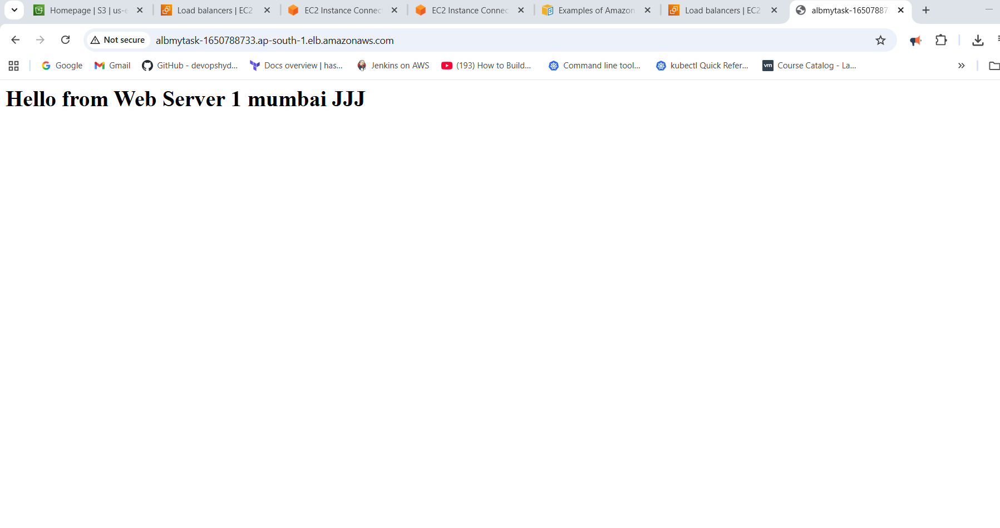 Homepage | S3 | us-e
Load balancers | EC2
EC2 Instance Connect
EC2 Instance Connec
Examples of Amazon
Load balancers | EC2
albmytask-16507887
Not secure
albmytask-1650788733.ap-south-1.elb.amazonaws.com
Google
Gmail
GitHub - devopshyd...
Docs overview | has...
Jenkins on AWS
(193) How to Build...
Command line tool...
kubectl Quick Refer...
vm
Course Catalog - La...
Hello from Web Server 1 mumbai JJJ